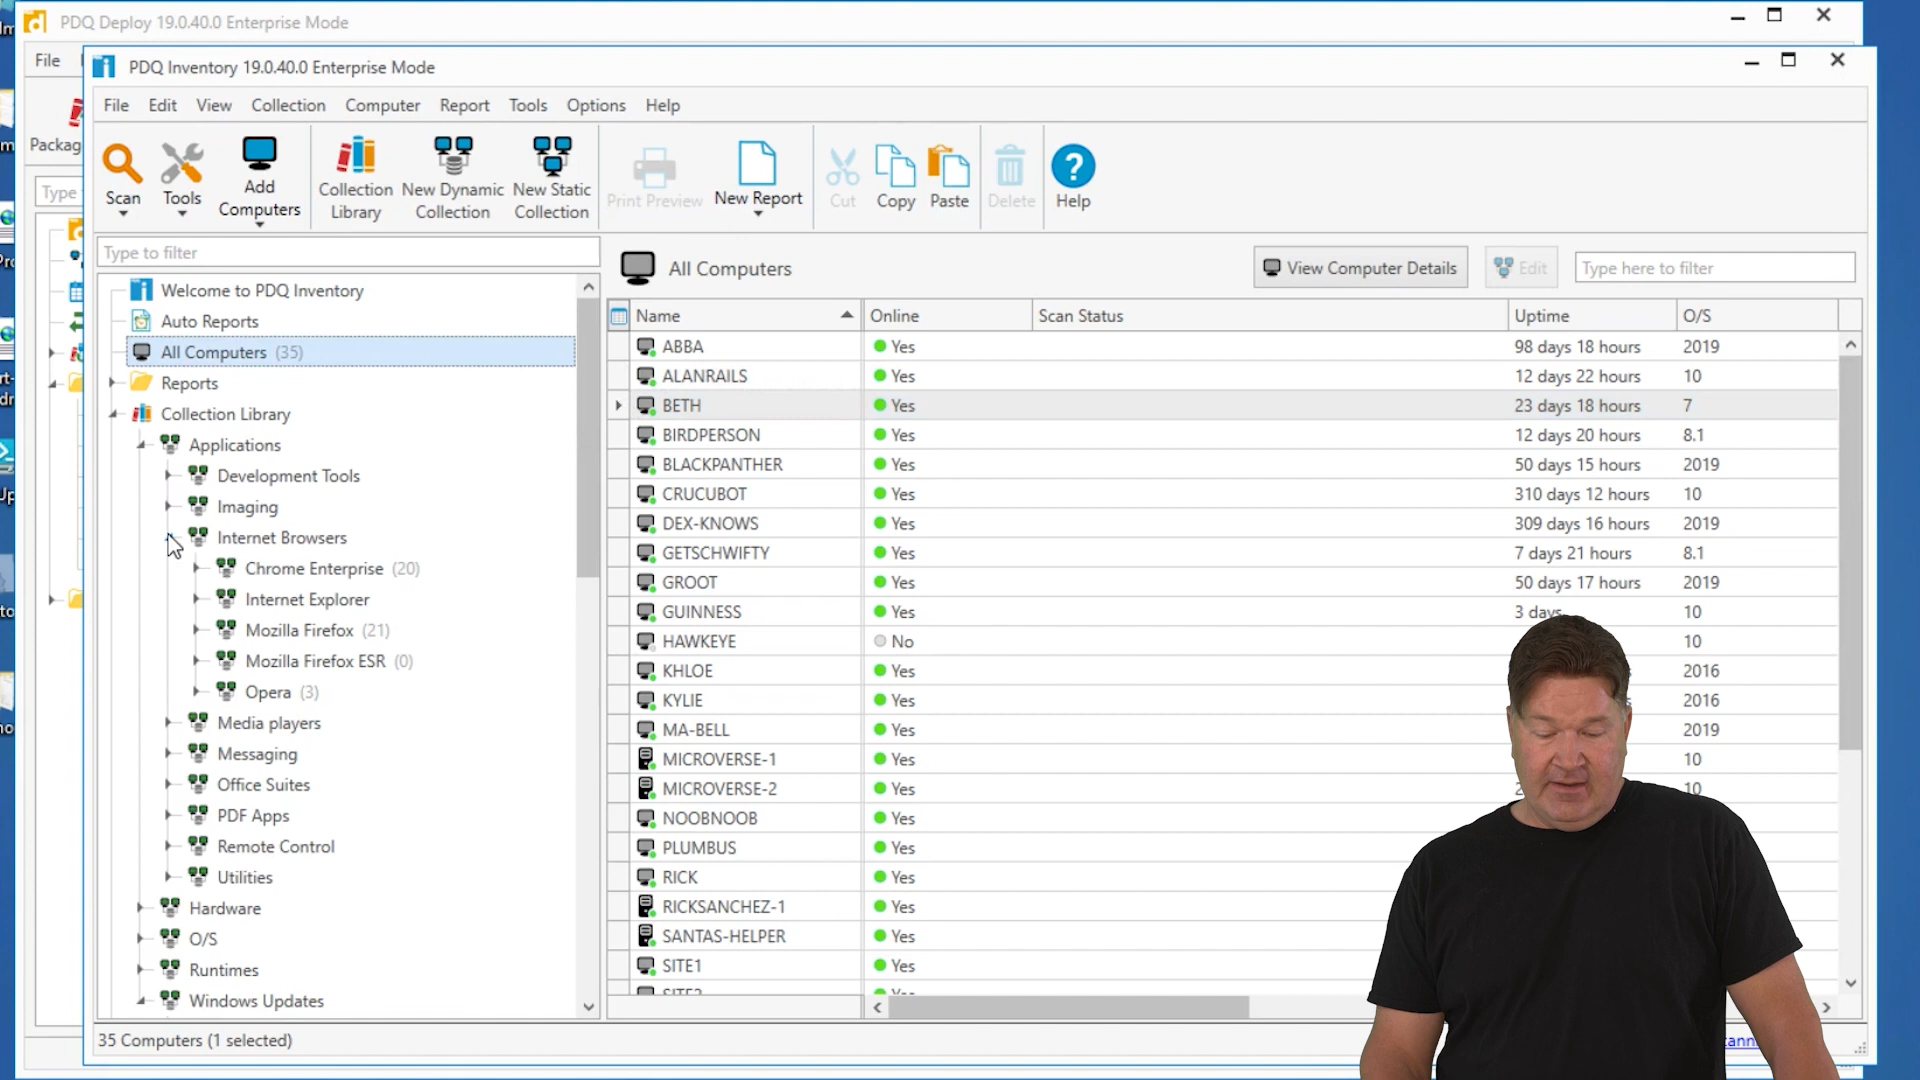 PDQ Deploy 19.0.40.0 Enterprise Mode
File
PDQ Inventory 19.0.40.0 Enterprise Mode
File Edit View Collection Computer Report Tools Options Help
Packag
Type
Scan
Tools
Add Computers
Collection Library
New Dynamic Collection
New Static Collection
Print Preview
New Report
Cut
Copy
Paste
Delete
Help
Type to filter
Welcome to PDQ Inventory
Auto Reports
All Computers (35)
Reports
Collection Library
Applications
Development Tools
Imaging
Internet Browsers
Chrome Enterprise (20)
Internet Explorer
Mozilla Firefox (21)
Mozilla Firefox ESR (0)
Opera (3)
Media players
Messaging
Office Suites
PDF Apps
Remote Control
Utilities
Hardware
O/S
Runtimes
Windows Updates
All Computers
View Computer Details
Edit
Type here to filter
Name Online Scan Status Uptime O/S
ABBA Yes 98 days 18 hours 2019
ALANRAILS Yes 12 days 22 hours 10
BETH Yes 23 days 18 hours 7
BIRDPERSON Yes 12 days 20 hours 8.1
BLACKPANTHER Yes 50 days 15 hours 2019
CRUCUBOT Yes 310 days 12 hours 10
DEX-KNOWS Yes 309 days 16 hours 2019
GETSCHWIFTY Yes 7 days 21 hours 8.1
GROOT Yes 50 days 17 hours 2019
GUINNESS Yes 3 days 10
HAWKEYE No 10
KHLOE Yes 2016
KYLIE Yes 2016
MA-BELL Yes 2019
MICROVERSE-1 Yes 10
MICROVERSE-2 Yes 2 10
NOOBNOOB Yes
PLUMBUS Yes
RICK Yes
RICKSANCHEZ-1 Yes
SANTAS-HELPER Yes
SITE1 Yes
SITE2 Yes
35 Computers (1 selected)